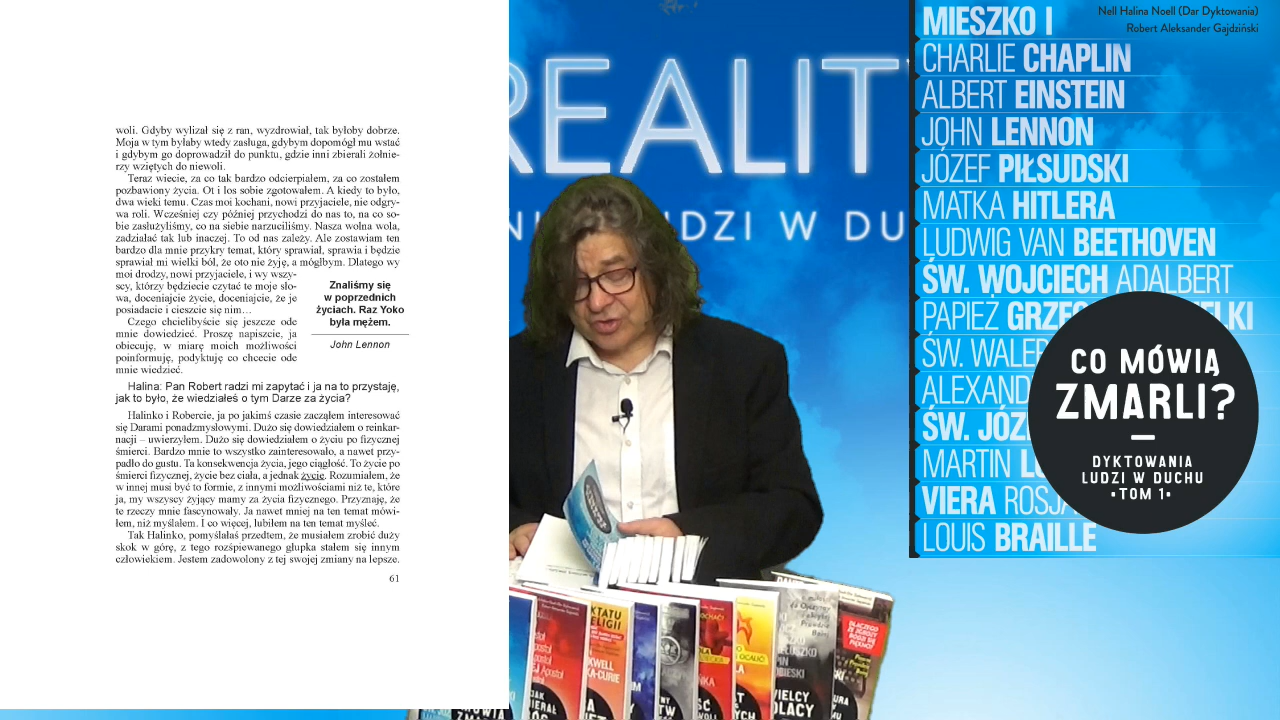 woli. Gdyby wylizał się z ran, wyzdrowiał, tak byłoby dobrze.
Moja w tym byłaby wtedy zasługa, gdybym dopomógł mu wstać
i gdybym go doprowadził do punktu, gdzie inni zbierali żołnie-
rzy wziętych do niewoli.
Teraz wiecie, za co tak bardzo odcierpiałem, za co zostałem
pozbawiony życia. Ot i los sobie zgotowałem. A kiedy to było,
dwa wieki temu. Czas moi kochani, nowi przyjaciele, nie odgry-
wa roli. Wcześniej czy później przychodzi do nas to, na co so-
bie zasłużyliśmy, co na siebie narzuciliśmy. Nasza wolna wola,
zadziałać tak lub inaczej. To od nas zależy. Ale zostawiam ten
bardzo dla mnie przykry temat, który sprawiał, sprawia i będzie
sprawiał mi wielki ból, że oto nie żyję, a mógłbym. Dlatego wy
moi drodzy, nowi przyjaciele, i wy wszy-
scy, którzy będziecie czytać te moje sło-
wa, doceniajcie życie, doceniajcie, że je
posiadacie i cieszcie się nim…
Czego chcielibyście się jeszcze ode
mnie dowiedzieć. Proszę napiszcie, ja
obiecuję, w miarę moich możliwości
poinformuję, podyktuję co chcecie ode
mnie wiedzieć.
Znaliśmy się
w poprzednich
życiach. Raz Yoko
była mężem.
John Lennon
Halina: Pan Robert radzi mi zapytać i ja na to przystaję,
jak to było, że wiedziałeś o tym Darze za życia?
Halinko i Robercie, ja po jakimś czasie zacząłem interesować
się Darami ponadzmysłowymi. Dużo się dowiedziałem o reinkar-
nacji – uwierzyłem. Dużo się dowiedziałem o życiu po fizycznej
śmierci. Bardzo mnie to wszystko zainteresowało, a nawet przy-
padło do gustu. Ta konsekwencja życia, jego ciągłość. To życie po
śmierci fizycznej, życie bez ciała, a jednak życie. Rozumiałem, że
w innej musi być to formie, z innymi możliwościami niż te, które
ja, my wszyscy żyjący mamy za życia fizycznego. Przyznaję, że
te rzeczy mnie fascynowały. Ja nawet mniej na ten temat mówi-
łem, niż myślałem. I co więcej, lubiłem na ten temat myśleć.
Tak Halinko, pomyślałaś przedtem, że musiałem zrobić duży
skok w górę, z tego rozśpiewanego głupka stałem się innym
człowiekiem. Jestem zadowolony z tej swojej zmiany na lepsze.
61
REALIT
LUDZI W DU
Nell Halina Noell (Dar Dyktowania)
Robert Aleksander Gajdziński
MIESZKO I
CHARLIE CHAPLIN
ALBERT EINSTEIN
JOHN LENNON
JÓZEF PIŁSUDSKI
MATKA HITLERA
LUDWIG VAN BEETHOVEN
ŚW. WOJCIECH ADALBERT
PAPIEŻ
ŚW.
MARTIN
VIERA
LOUIS BRAILLE
CO MÓWIĄ
ZMARLI?
DYKTOWANIA
LUDZI W DUCHU
•TOM 1•